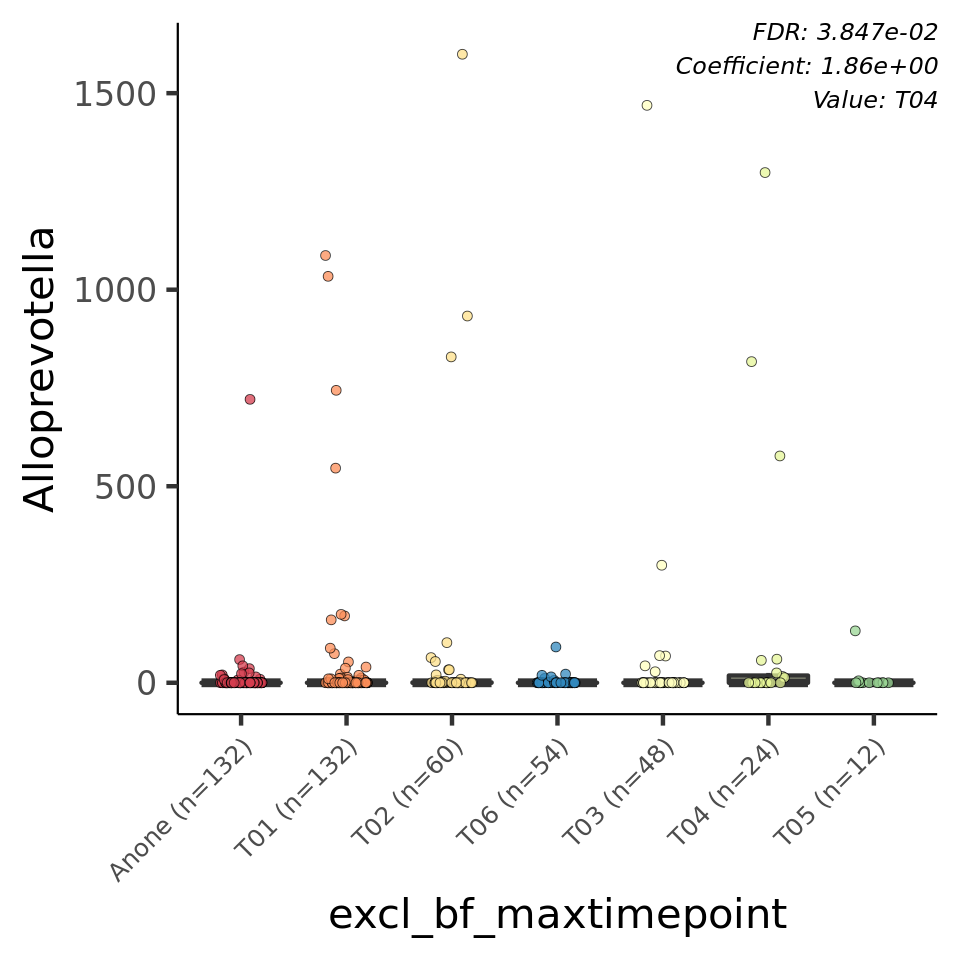 FDR: 3.847e-02
Coefficient: 1.86e+00
Value: T04
Alloprevotella
1500
1000
500
0
Anone (n=132)
T01 (n=132)
T02 (n=60)
T06 (n=54)
T03 (n=48)
T04 (n=24)
T05 (n=12)
excl_bf_maxtimepoint